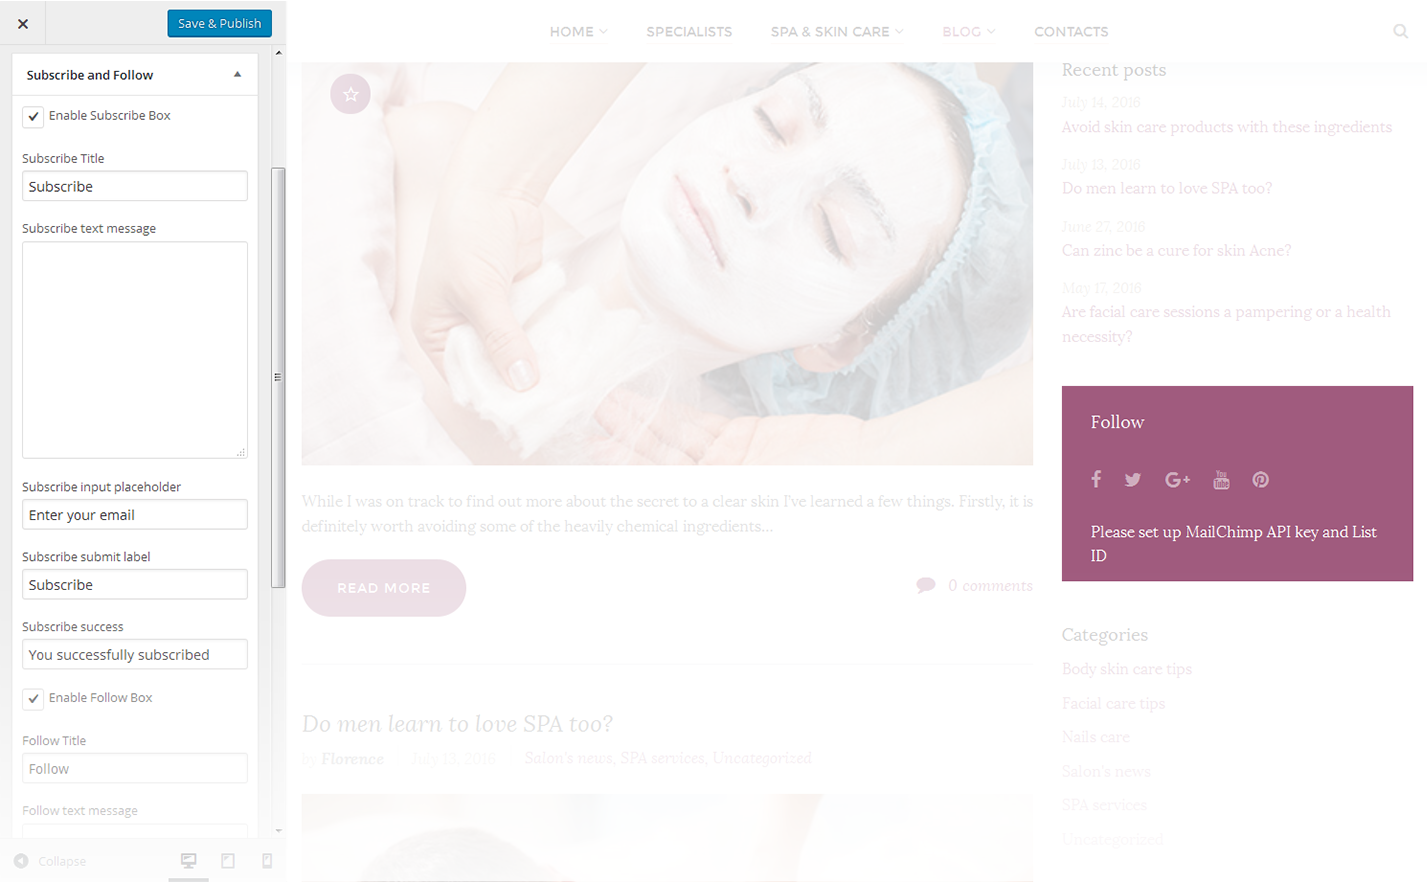 Save & Publish
Subscribe and Follow
Enable Subscribe Box
Subscribe Title
Subscribe
Subscribe text message
Subscribe input placeholder
Enter your email
Subscribe submit label
Subscribe
Subscribe success
You successfully subscribed
Enable Follow Box
Follow Title
Follow
Follow text message
Collapse
HOME
SPECIALISTS
SPA & SKIN CARE
BLOG
CONTACTS
While I was on track to find out more about the secret to a clear skin I've learned a few things. Firstly, it is
definitely worth avoiding some of the heavily chemical ingredients...
READ MORE
0 comments
Do men learn to love SPA too?
by Florence July 13, 2016 Salon's news, SPA services, Uncategorized
Recent posts
July 14, 2016
Avoid skin care products with these ingredients
July 13, 2016
Do men learn to love SPA too?
June 27, 2016
Can zinc be a cure for skin Acne?
May 17, 2016
Are facial care sessions a pampering or a health
necessity?
Follow
You
Tube
Please set up MailChimp API key and List
ID
Categories
Body skin care tips
Facial care tips
Nails care
Salon's news
SPA services
Uncategorized